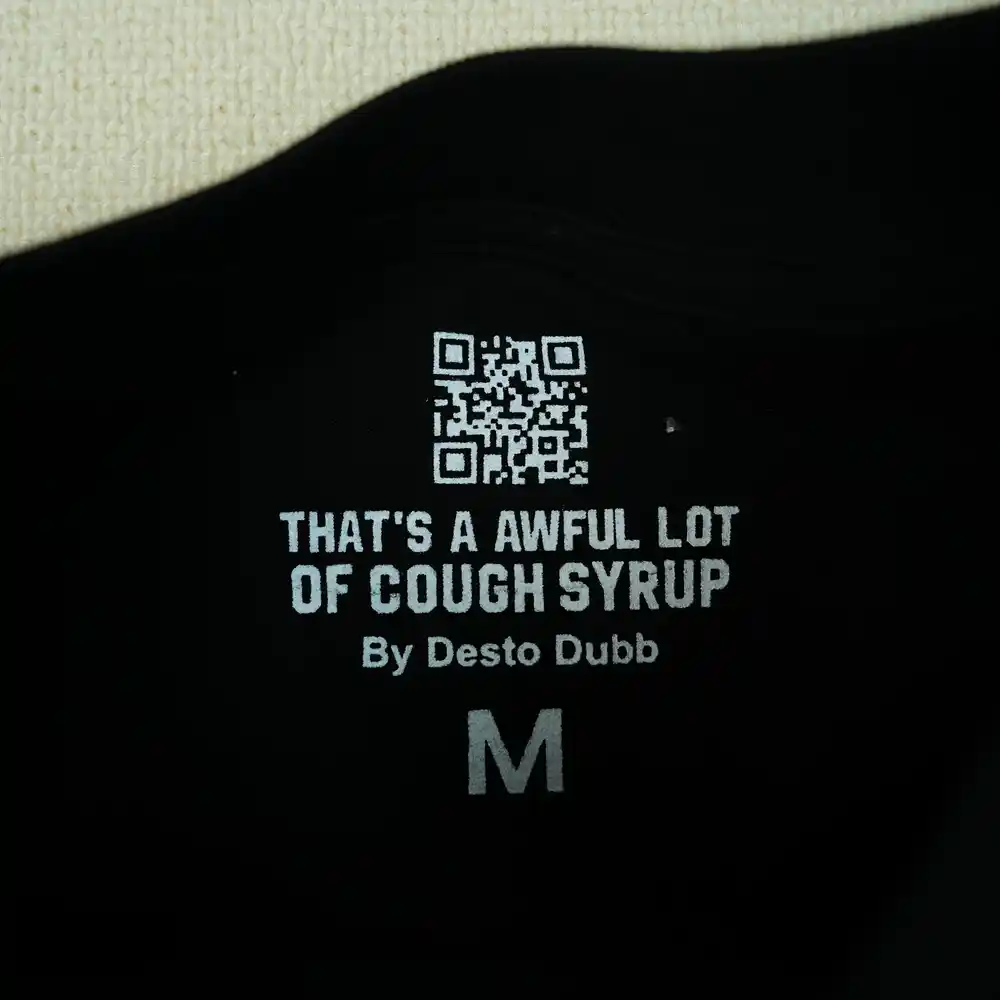 THAT'S A AWFUL LOT
OF COUGH SYRUP
By Desto Dubb
M